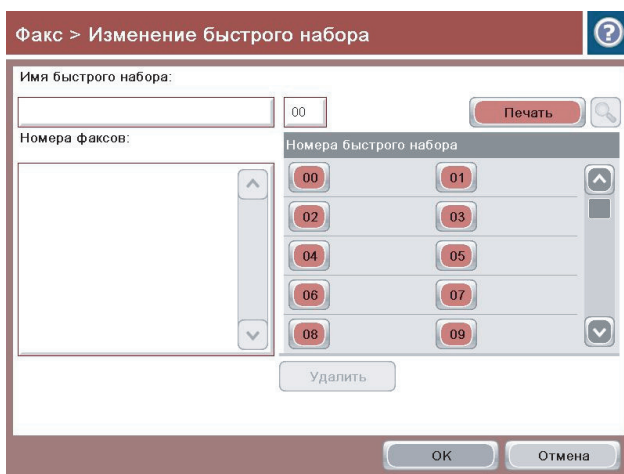 Факс > Изменение быстрого набора
?
Имя быстрого набора:
00
Печать
Номера факсов:
Номера быстрого набора
00 01
02 03
04 05
06 07
08 09
Удалить
OK Отмена